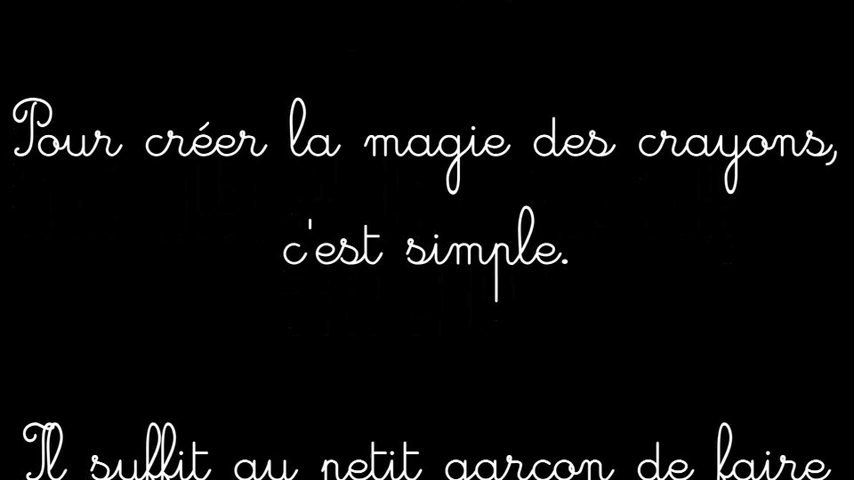 Pour créer la magie des crayons,
c'est simple.
Il suffit au petit garçon de faire